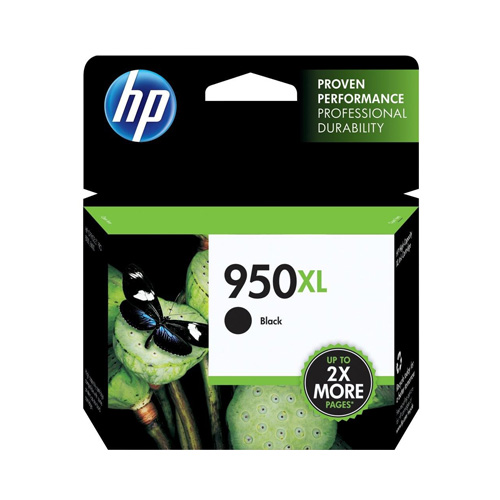 hp
PROVEN
PERFORMANCE
PROFESSIONAL
DURABILITY
950XL
Black
UP TO
2X
MORE
PAGES*